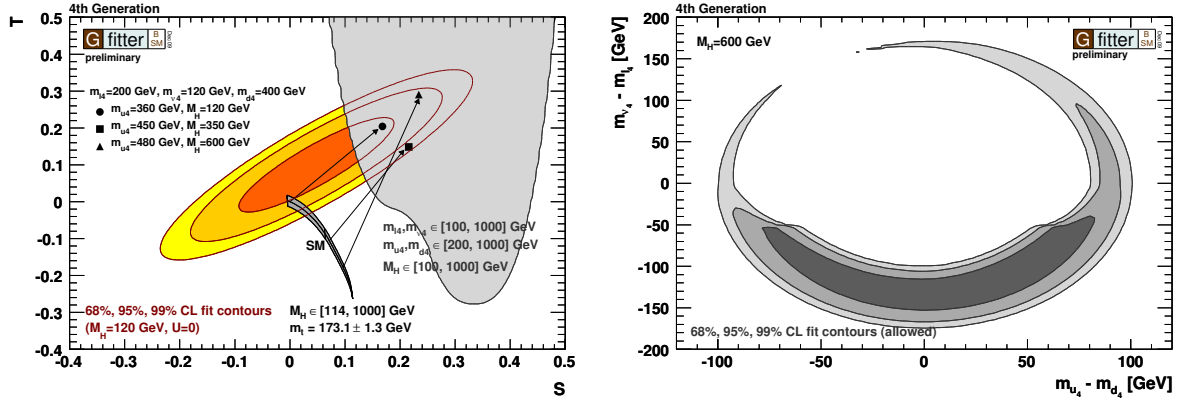 4th Generation
T
0.5
0.4
0.3
0.2
0.1
0
-0.1
-0.2
-0.3
-0.4
G fitter B SM Dec 09
preliminary
m_l4=200 GeV, m_ν4=120 GeV, m_d4=400 GeV
m_u4=360 GeV, M_H=120 GeV
m_u4=450 GeV, M_H=350 GeV
m_u4=480 GeV, M_H=600 GeV
SM
m_l4,m_ν4 ∈ [100, 1000] GeV
m_u4,m_d4 ∈ [200, 1000] GeV
M_H ∈ [100, 1000] GeV
68%, 95%, 99% CL fit contours
(M_H=120 GeV, U=0)
M_H ∈ [114, 1000] GeV
m_t = 173.1 ± 1.3 GeV
-0.4 -0.3 -0.2 -0.1 0 0.1 0.2 0.3 0.4 0.5
S
4th Generation
m_ν4 - m_l4 [GeV]
200
150
100
50
0
-50
-100
-150
-200
M_H=600 GeV
G fitter B SM Dec 09
preliminary
68%, 95%, 99% CL fit contours (allowed)
-100 -50 0 50 100
m_u4 - m_d4 [GeV]